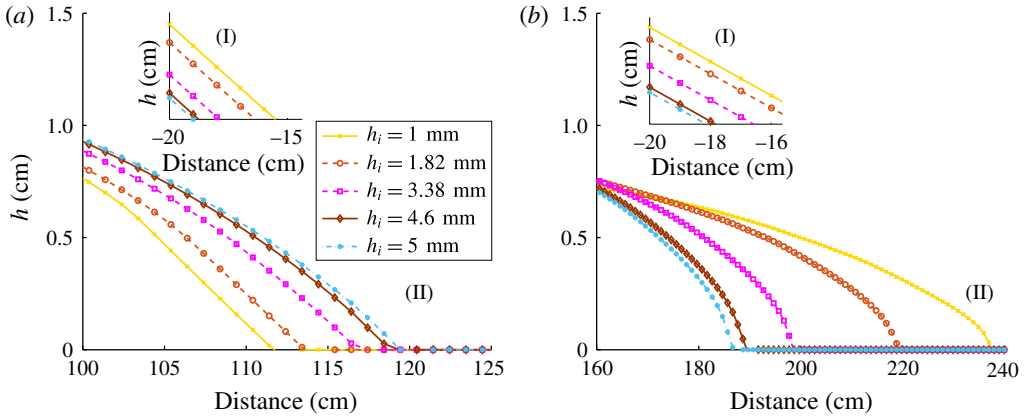 (a)
1.5
1.0
0.5
0
h (cm)
100
105
110
115
120
125
Distance (cm)
(I)
h (cm)
−20
−15
Distance (cm)
h_i = 1 mm
h_i = 1.82 mm
h_i = 3.38 mm
h_i = 4.6 mm
h_i = 5 mm
(II)
(b)
1.5
1.0
0.5
0
160
180
200
220
240
Distance (cm)
(I)
h (cm)
−20
−18
−16
Distance (cm)
(II)